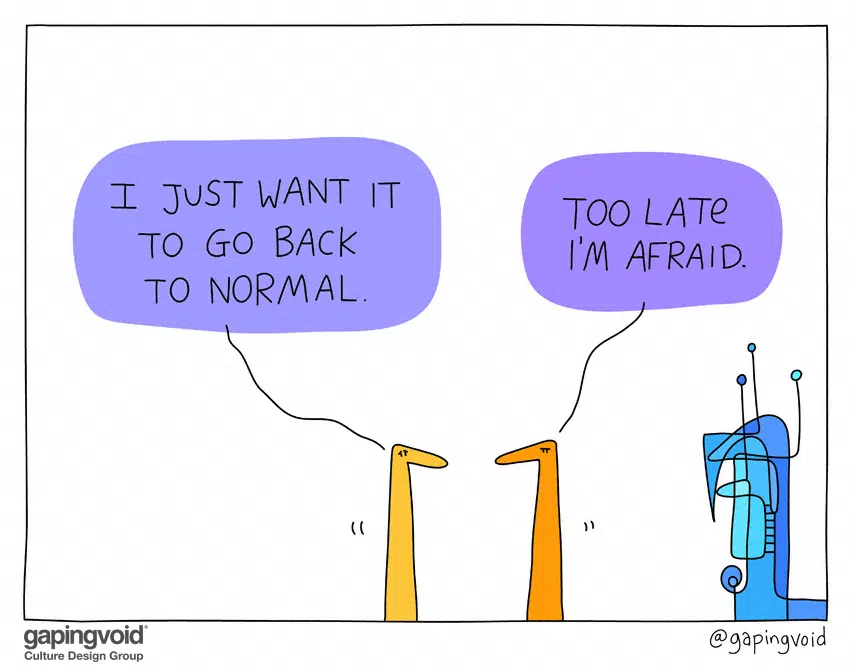 I JUST WANT IT
TO GO BACK
TO NORMAL.
TOO LATE
I'M AFRAID.
gapingvoid®
Culture Design Group
@gapingvoid